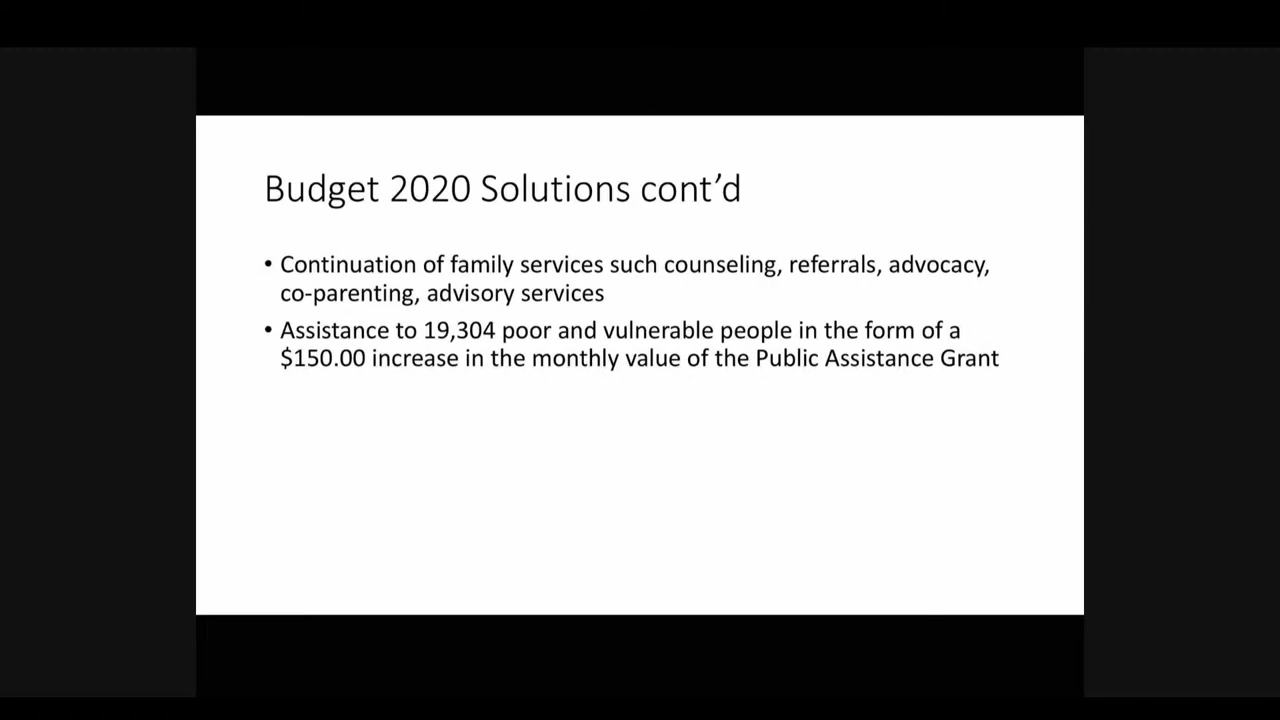 Budget 2020 Solutions cont’d
• Continuation of family services such counseling, referrals, advocacy,
co-parenting, advisory services
• Assistance to 19,304 poor and vulnerable people in the form of a
$150.00 increase in the monthly value of the Public Assistance Grant